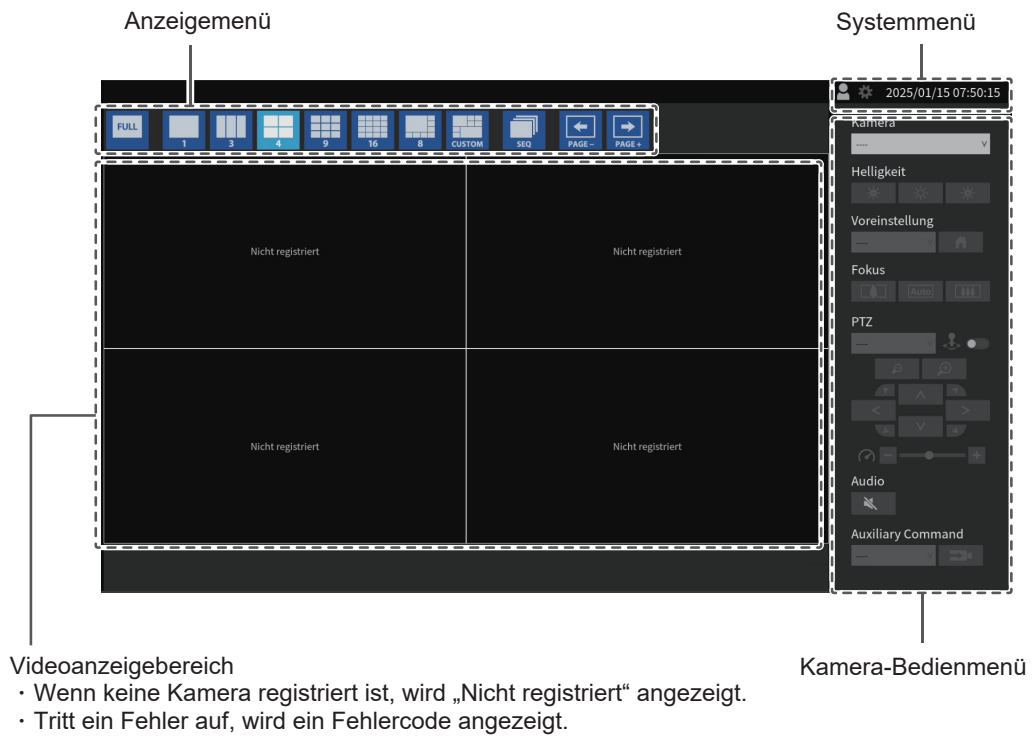 Anzeigemenü
Systemmenü
2025/01/15 07:50:15
FULL
1
3
4
9
16
8
CUSTOM
SEQ
PAGE –
PAGE +
Kamera
----
Helligkeit
Voreinstellung
----
Fokus
Auto
PTZ
----
Audio
Auxiliary Command
----
Nicht registriert
Nicht registriert
Nicht registriert
Nicht registriert
Videoanzeigebereich
・Wenn keine Kamera registriert ist, wird „Nicht registriert“ angezeigt.
・Tritt ein Fehler auf, wird ein Fehlercode angezeigt.
Kamera-Bedienmenü